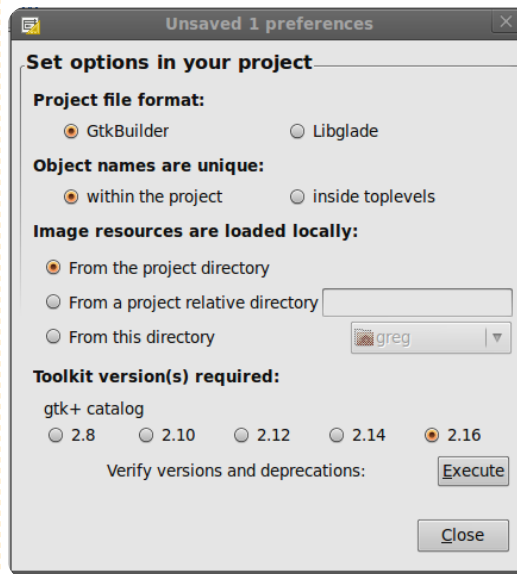 Unsaved 1 preferences
Set options in your project
Project file format:
GtkBuilder Libglade
Object names are unique:
within the project inside toplevels
Image resources are loaded locally:
From the project directory
From a project relative directory
From this directory greg
Toolkit version(s) required:
gtk+ catalog
2.8 2.10 2.12 2.14 2.16
Verify versions and deprecations: Execute
Close